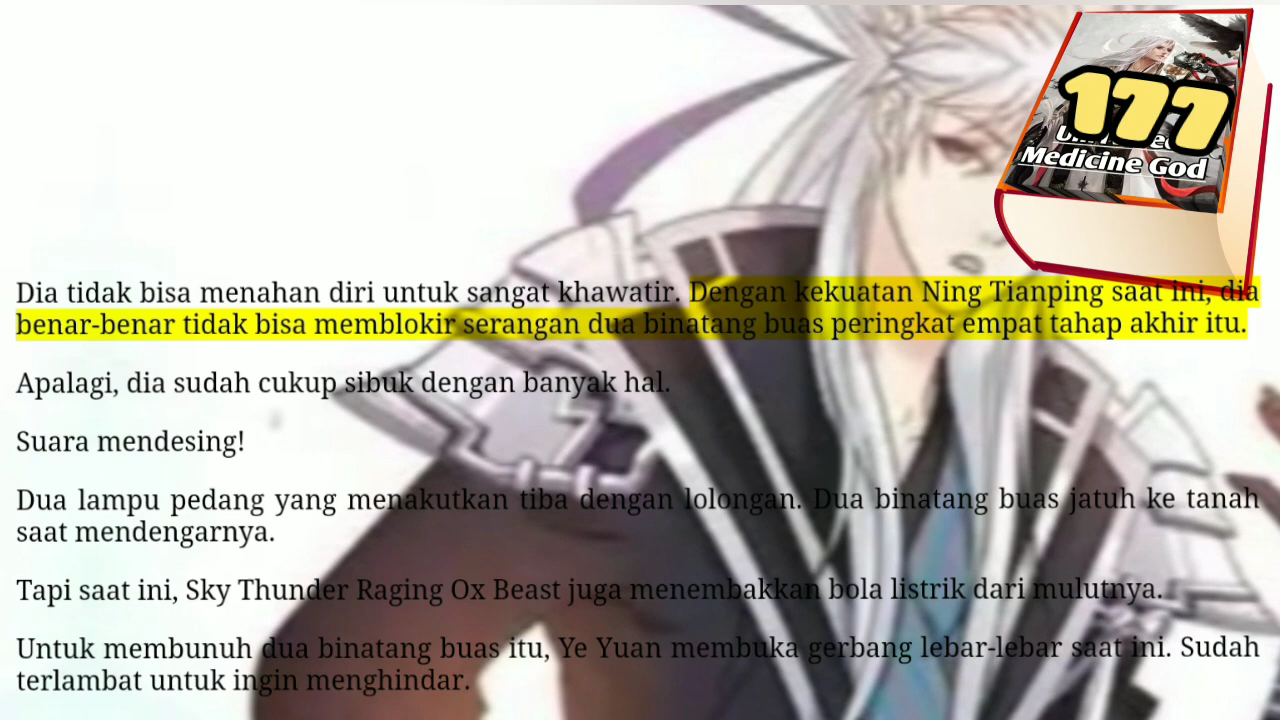 177
Medicine God
Dia tidak bisa menahan diri untuk sangat khawatir. Dengan kekuatan Ning Tianping saat ini, dia
benar-benar tidak bisa memblokir serangan dua binatang buas peringkat empat tahap akhir itu.
Apalagi, dia sudah cukup sibuk dengan banyak hal.
Suara mendesing!
Dua lampu pedang yang menakutkan tiba dengan lolongan. Dua binatang buas jatuh ke tanah
saat mendengarnya.
Tapi saat ini, Sky Thunder Raging Ox Beast juga menembakkan bola listrik dari mulutnya.
Untuk membunuh dua binatang buas itu, Ye Yuan membuka gerbang lebar-lebar saat ini. Sudah
terlambat untuk ingin menghindar.